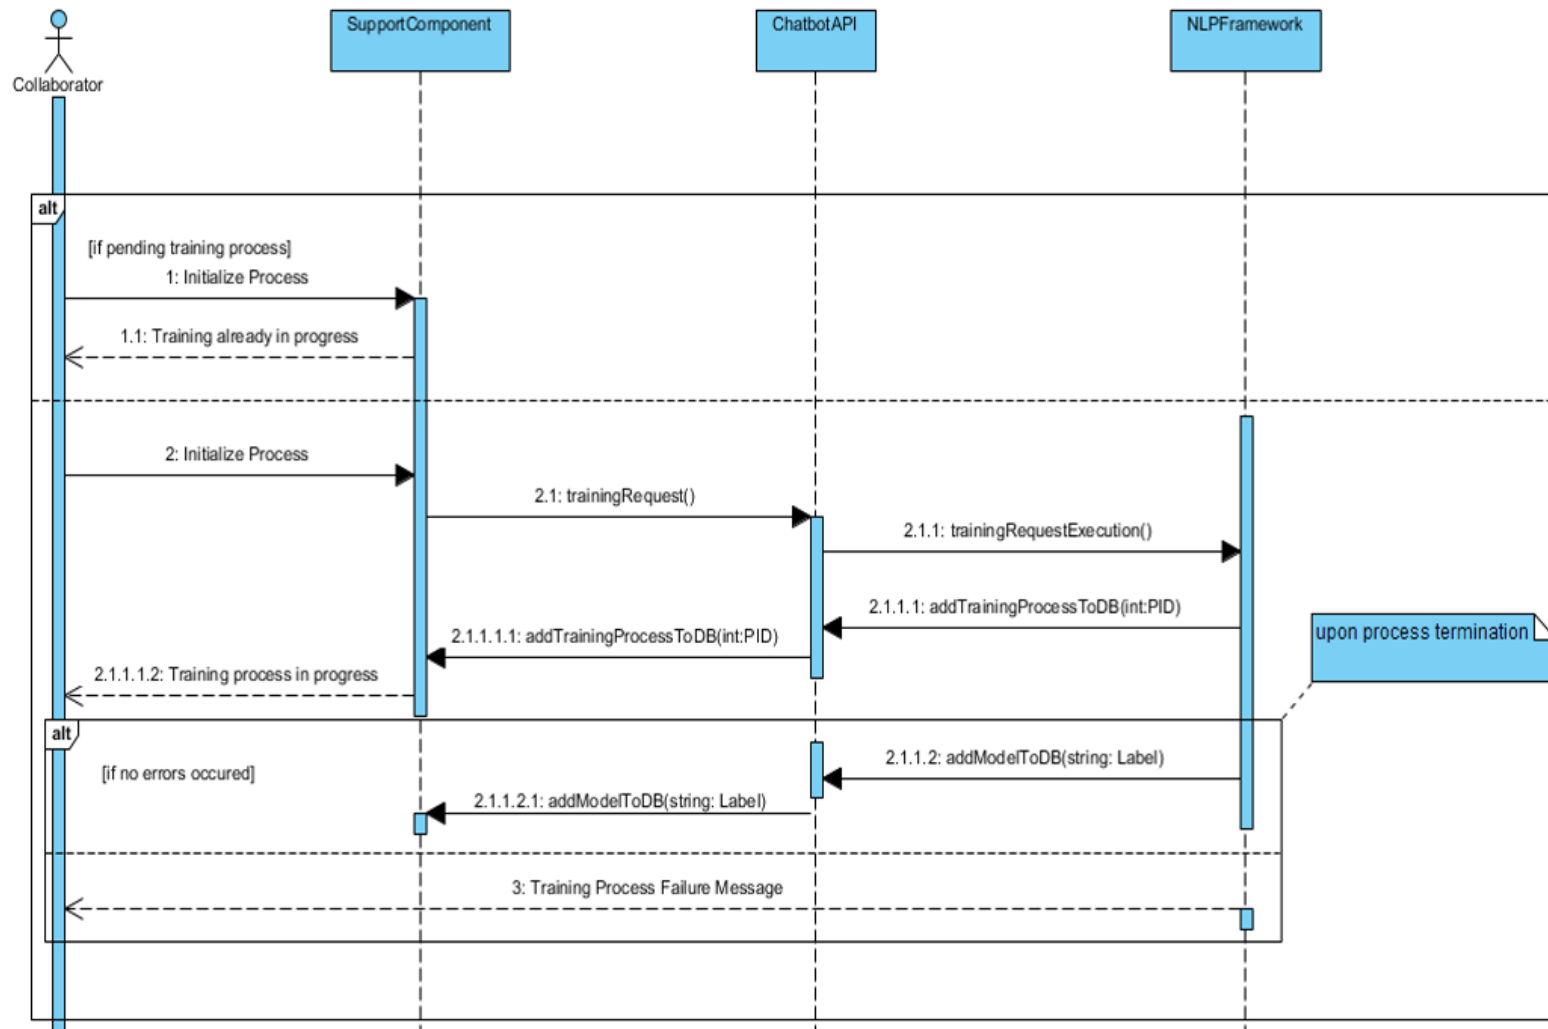 Collaborator
SupportComponent
ChatbotAPI
NLPFramework
alt
[if pending training process]
1: Initialize Process
1.1: Training already in progress
2: Initialize Process
2.1: trainingRequest()
2.1.1: trainingRequestExecution()
2.1.1.1: addTrainingProcessToDB(int:PID)
2.1.1.1.1: addTrainingProcessToDB(int:PID)
upon process termination
2.1.1.1.2: Training process in progress
alt
[if no errors occured]
2.1.1.2: addModelToDB(string: Label)
2.1.1.2.1: addModelToDB(string: Label)
3: Training Process Failure Message